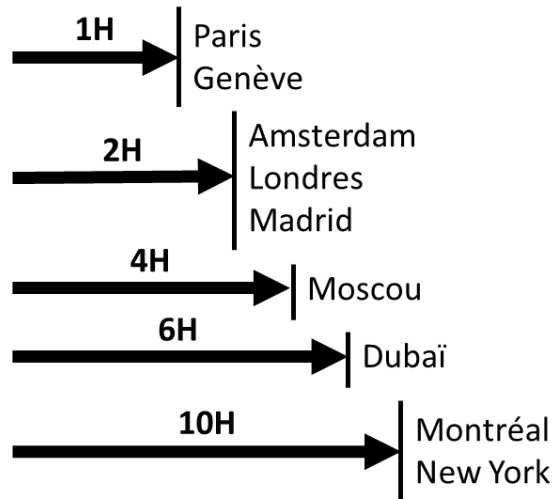 1H
Paris
Genève
2H
Amsterdam
Londres
Madrid
4H
Moscou
6H
Dubaï
10H
Montréal
New York